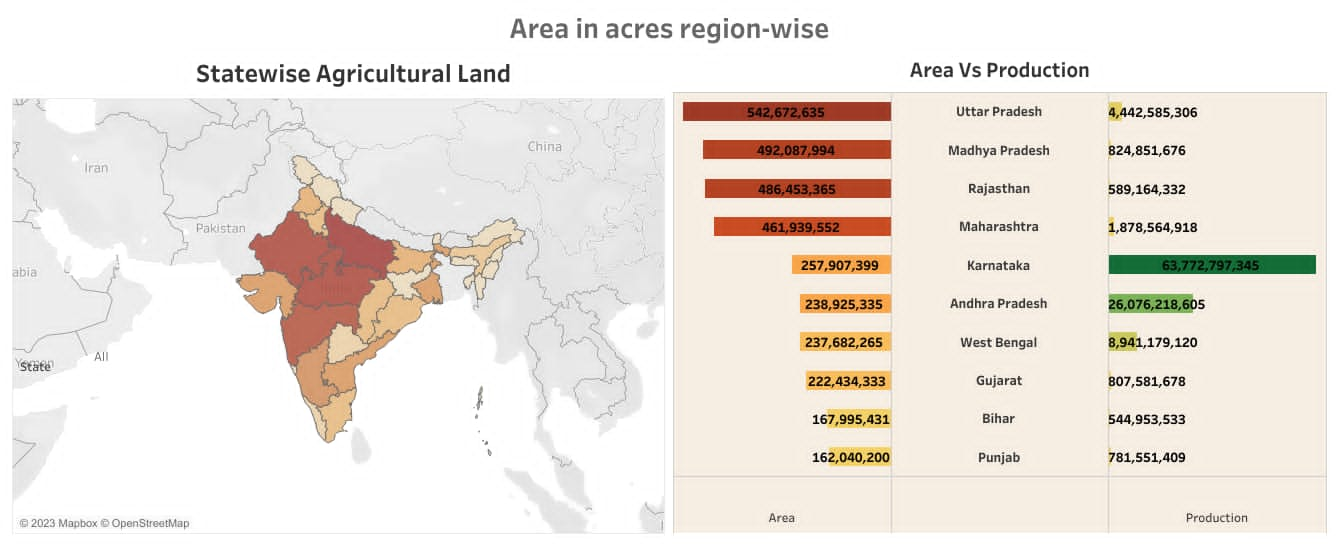 Area in acres region-wise
Statewise Agricultural Land
Iran
China
Pakistan
abia
Yemen
All
State
© 2023 Mapbox © OpenStreetMap
Area Vs Production
542,672,635 Uttar Pradesh 4,442,585,306
492,087,994 Madhya Pradesh 824,851,676
486,453,365 Rajasthan 589,164,332
461,939,552 Maharashtra 1,878,564,918
257,907,399 Karnataka 63,772,797,345
238,925,335 Andhra Pradesh 26,076,218,605
237,682,265 West Bengal 8,941,179,120
222,434,333 Gujarat 807,581,678
167,995,431 Bihar 544,953,533
162,040,200 Punjab 781,551,409
Area Production